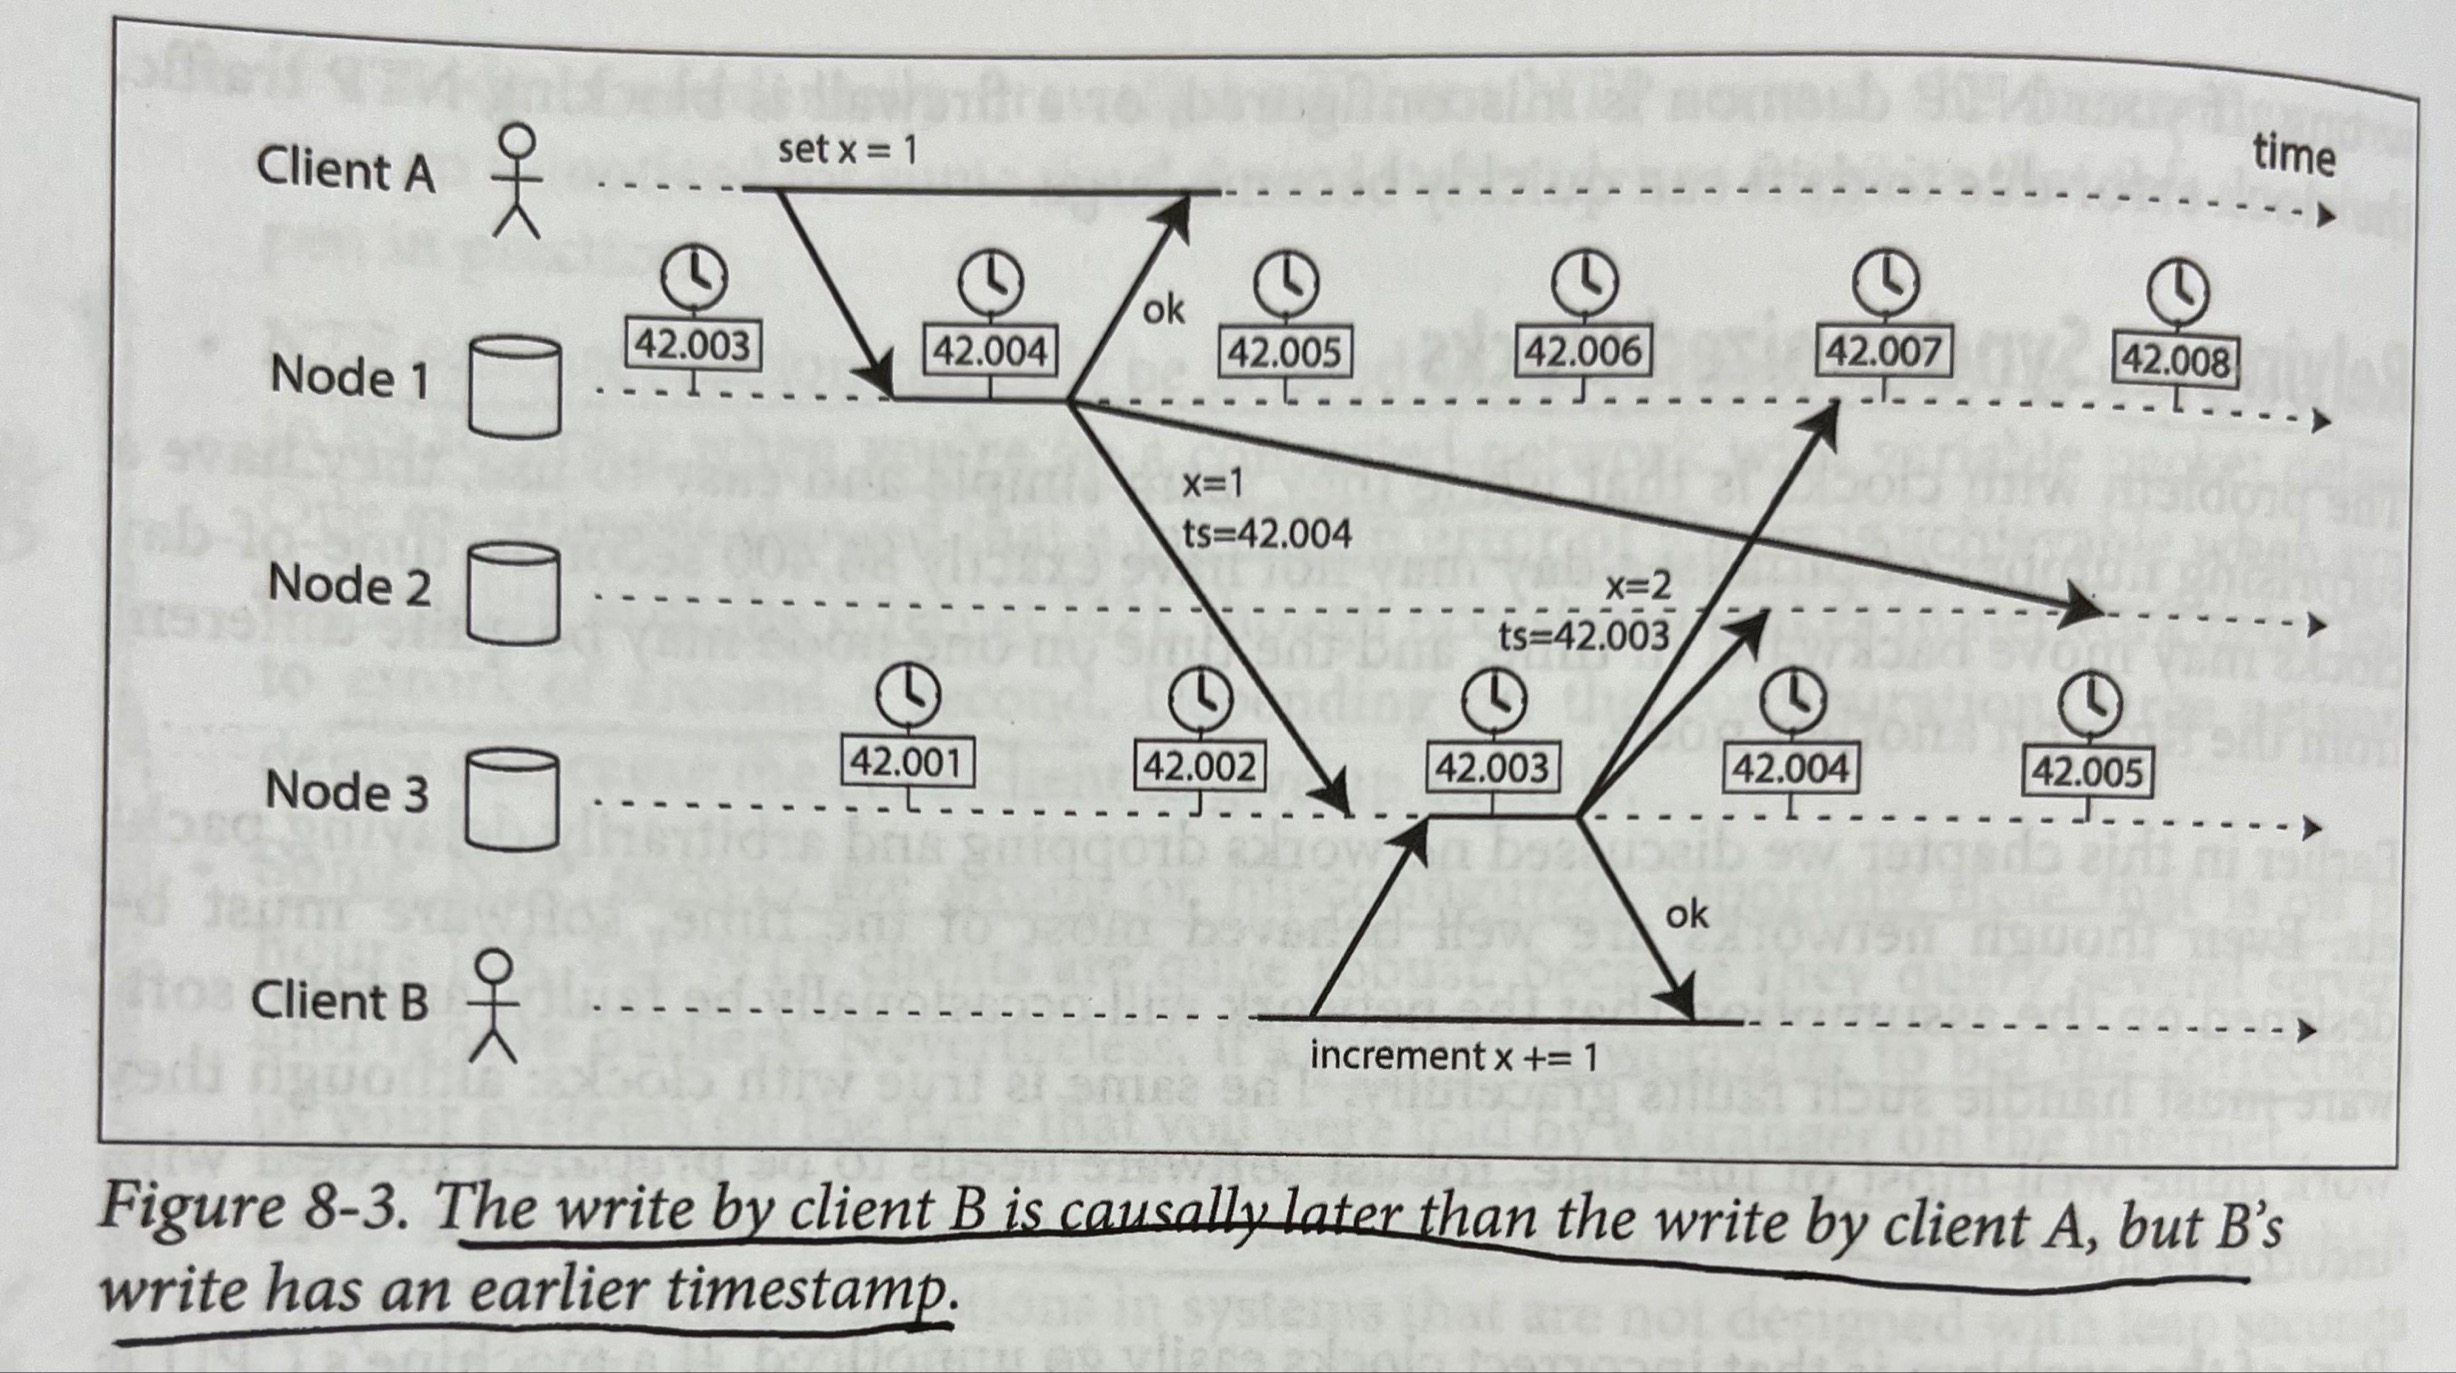 set x = 1
time
Client A
ok
42.003
42.004
42.005
42.006
42.007
42.008
Node 1
x=1
ts=42.004
x=2
Node 2
ts=42.003
42.001
42.002
42.003
42.004
42.005
Node 3
ok
Client B
increment x += 1
Figure 8-3. The write by client B is causally later than the write by client A, but B’s
write has an earlier timestamp.